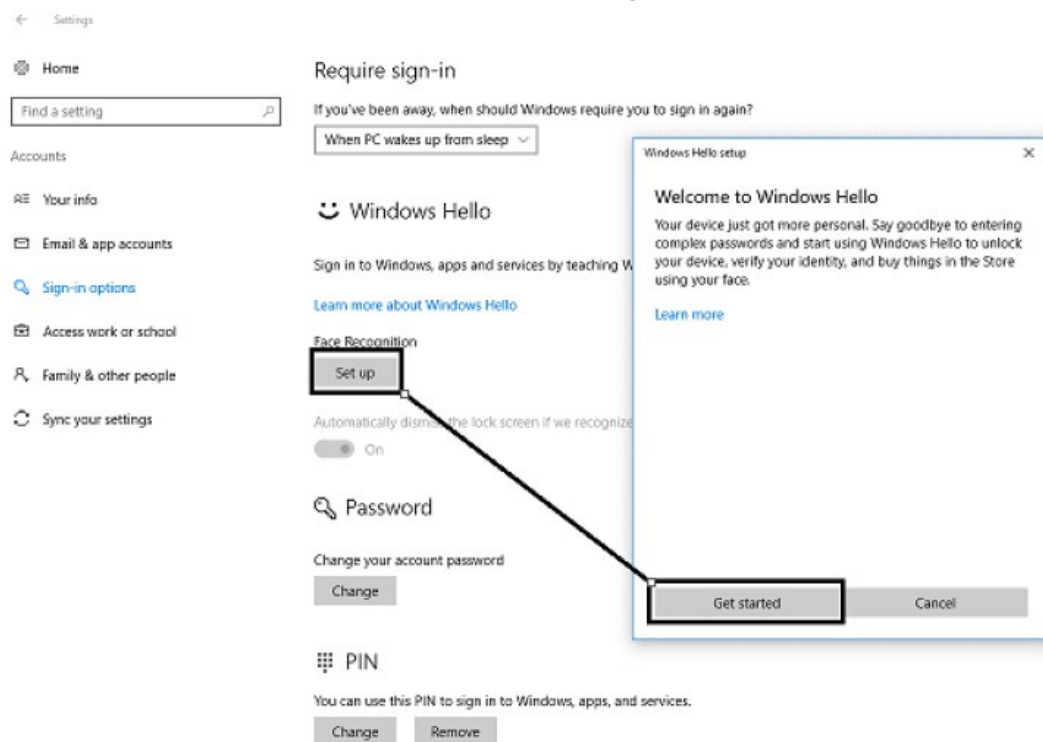 Settings
Home
Find a setting
Accounts
Your info
Email & app accounts
Sign-in options
Access work or school
Family & other people
Sync your settings
Require sign-in
If you've been away, when should Windows require you to sign in again?
When PC wakes up from sleep
Windows Hello
Sign in to Windows, apps and services by teaching W
Learn more about Windows Hello
Face Recognition
Set up
Automatically dismiss the lock screen if we recognize
On
Password
Change your account password
Change
PIN
You can use this PIN to sign in to Windows, apps, and services.
Change Remove
Windows Hello setup
Welcome to Windows Hello
Your device just got more personal. Say goodbye to entering
complex passwords and start using Windows Hello to unlock
your device, verify your identity, and buy things in the Store
using your face.
Learn more
Get started Cancel